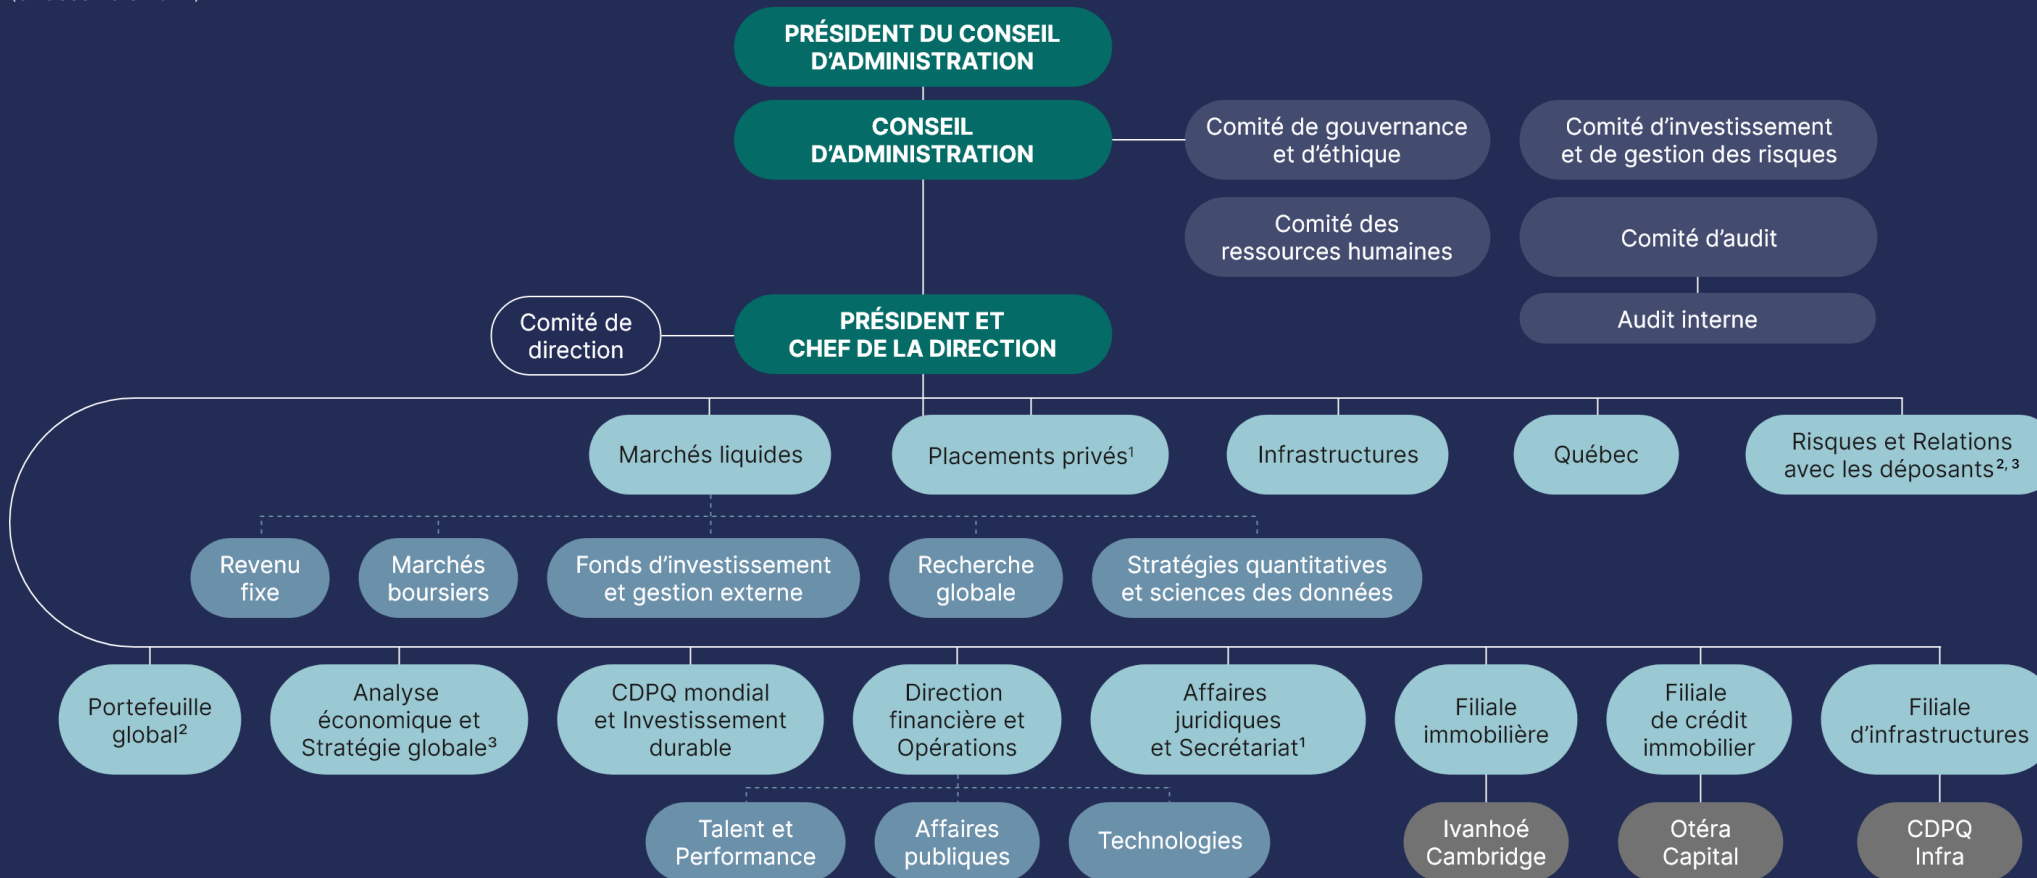 PRÉSIDENT DU CONSEIL
D'ADMINISTRATION
CONSEIL
D'ADMINISTRATION
Comité de gouvernance
et d'éthique
Comité d'investissement
et de gestion des risques
Comité des
ressources humaines
Comité d'audit
Audit interne
Comité de
direction
PRÉSIDENT ET
CHEF DE LA DIRECTION
Marchés liquides
Placements privés¹
Infrastructures
Québec
Risques et Relations
avec les déposants²,³
Revenu
fixe
Marchés
boursiers
Fonds d'investissement
et gestion externe
Recherche
globale
Stratégies quantitatives
et sciences des données
Portefeuille
global²
Analyse
économique et
Stratégie globale³
CDPQ mondial
et Investissement
durable
Direction
financière et
Opérations
Affaires
juridiques
et Secrétariat¹
Filiale
immobilière
Filiale
de crédit
immobilier
Filiale
d'infrastructures
Talent et
Performance
Affaires
publiques
Technologies
Ivanhoé
Cambridge
Otéra
Capital
CDPQ
Infra